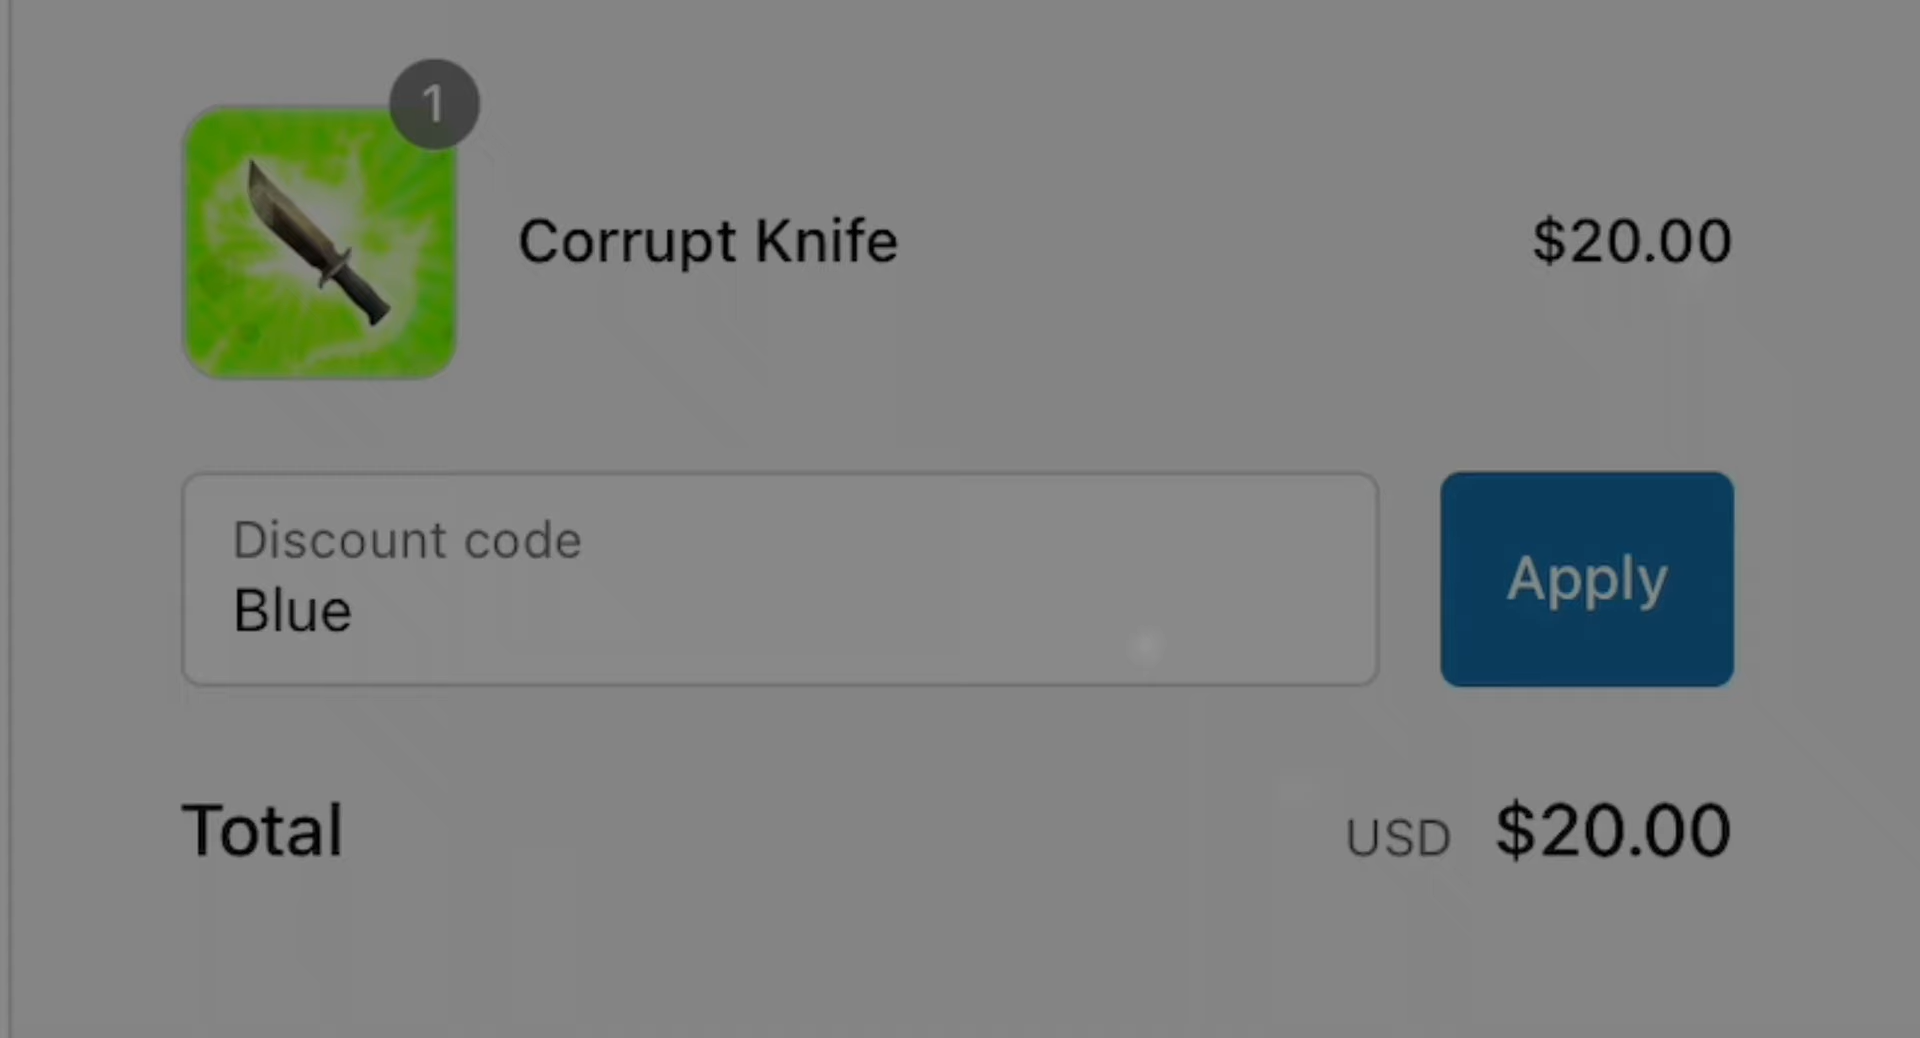 1
Corrupt Knife
$20.00
Discount code
Blue
Apply
Total
USD $20.00